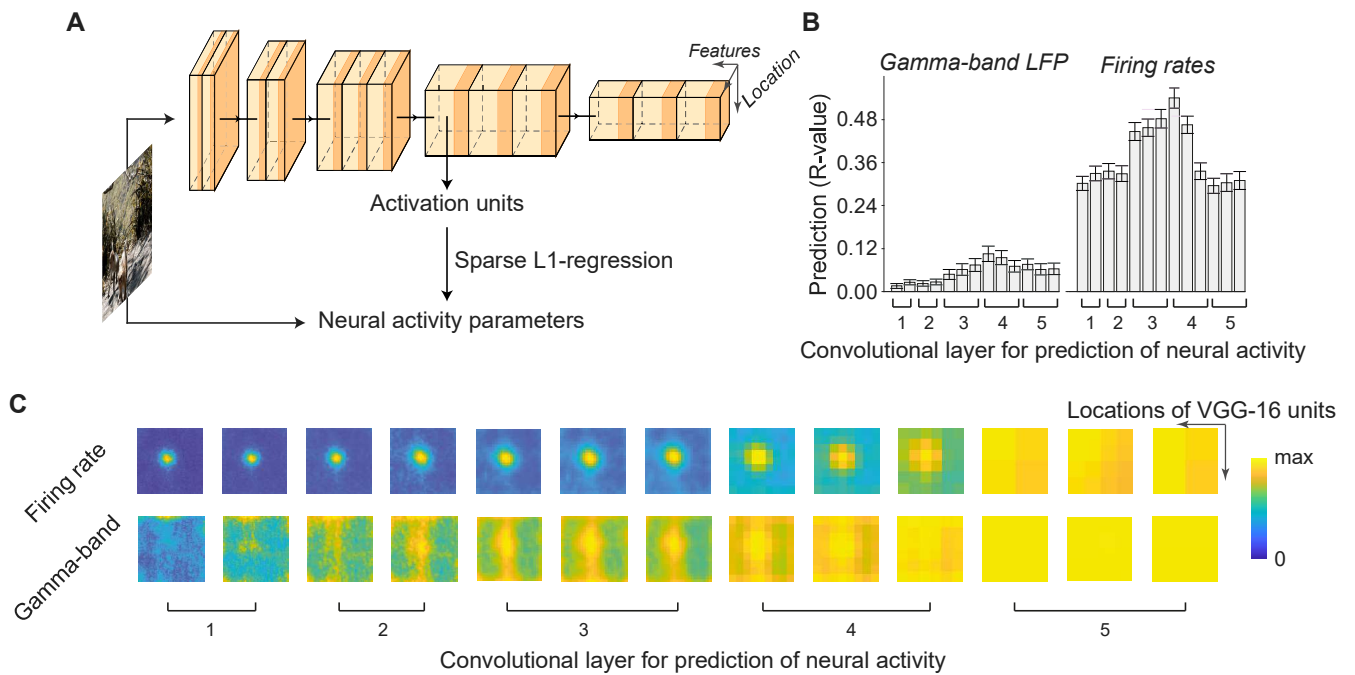 A
Features
Location
Activation units
Sparse L1-regression
Neural activity parameters
B
Gamma-band LFP
Firing rates
Prediction (R-value)
0.48
0.36
0.24
0.12
0.00
1 2 3 4 5 1 2 3 4 5
Convolutional layer for prediction of neural activity
C
Locations of VGG-16 units
Firing rate
Gamma-band
max
0
1 2 3 4 5
Convolutional layer for prediction of neural activity